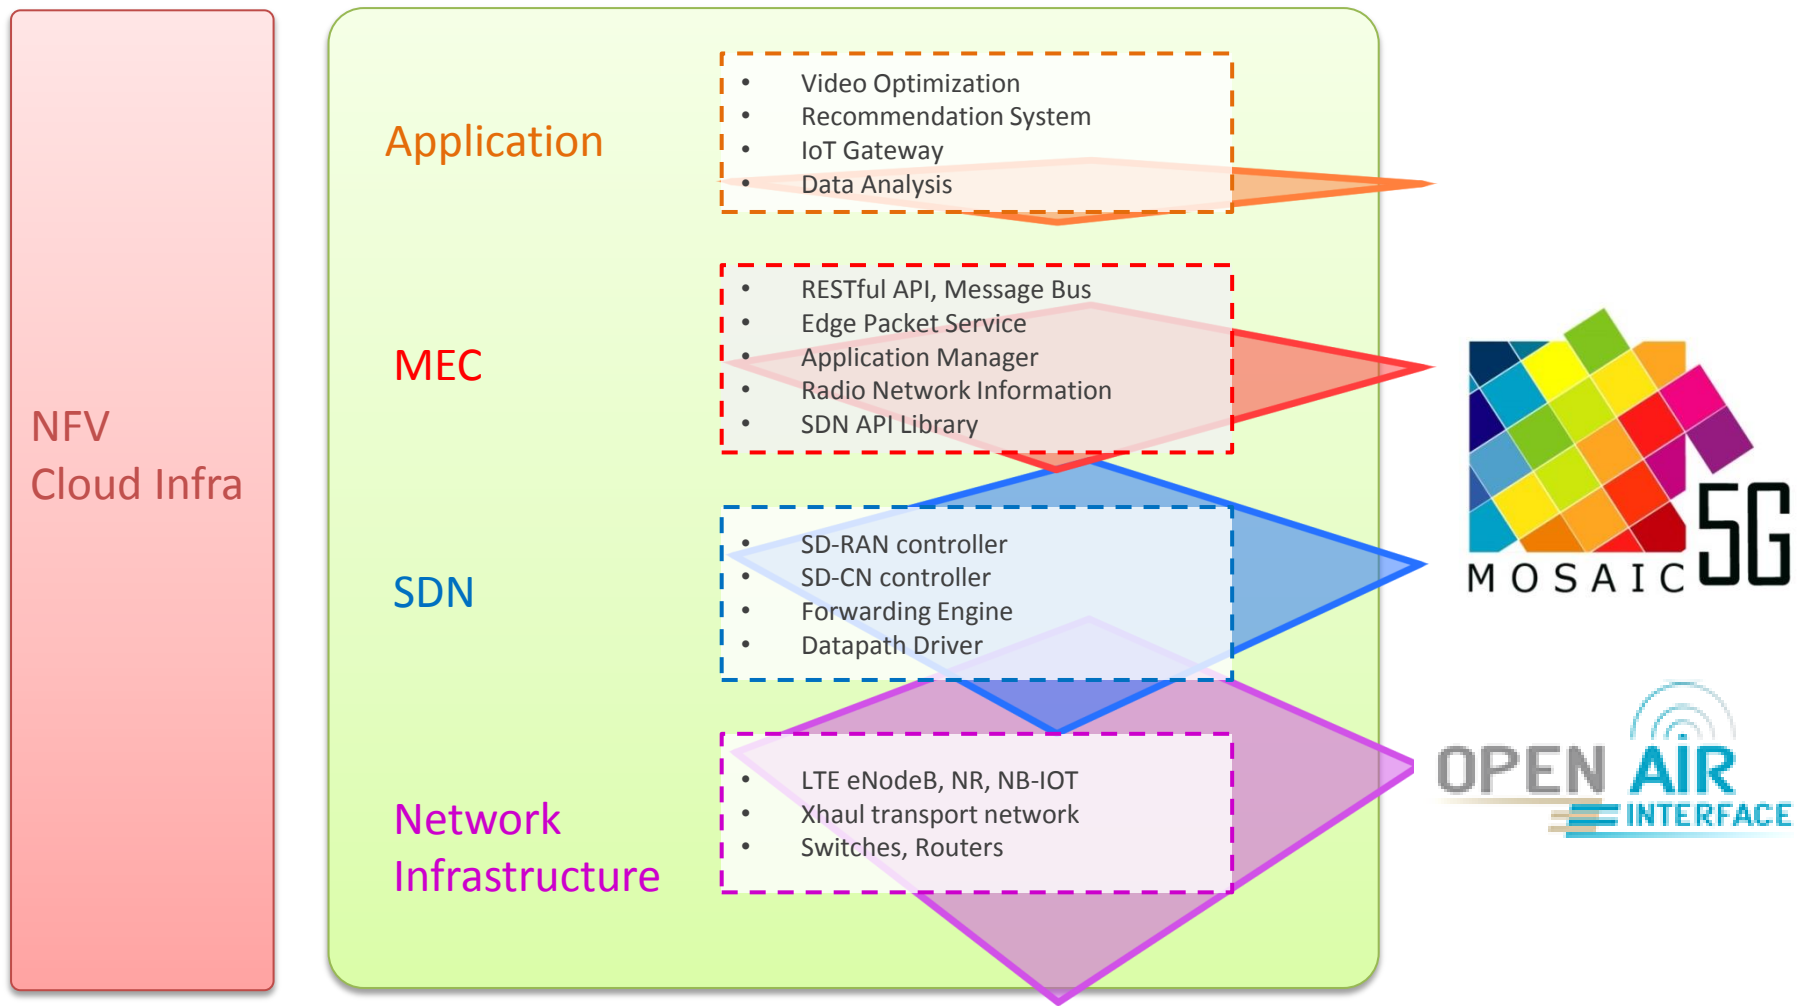 NFV
Cloud Infra
Application
• Video Optimization
• Recommendation System
• IoT Gateway
• Data Analysis
MEC
• RESTful API, Message Bus
• Edge Packet Service
• Application Manager
• Radio Network Information
• SDN API Library
SDN
• SD-RAN controller
• SD-CN controller
• Forwarding Engine
• Datapath Driver
Network
Infrastructure
• LTE eNodeB, NR, NB-IOT
• Xhaul transport network
• Switches, Routers
MOSAIC 5G
OPEN AIR
INTERFACE